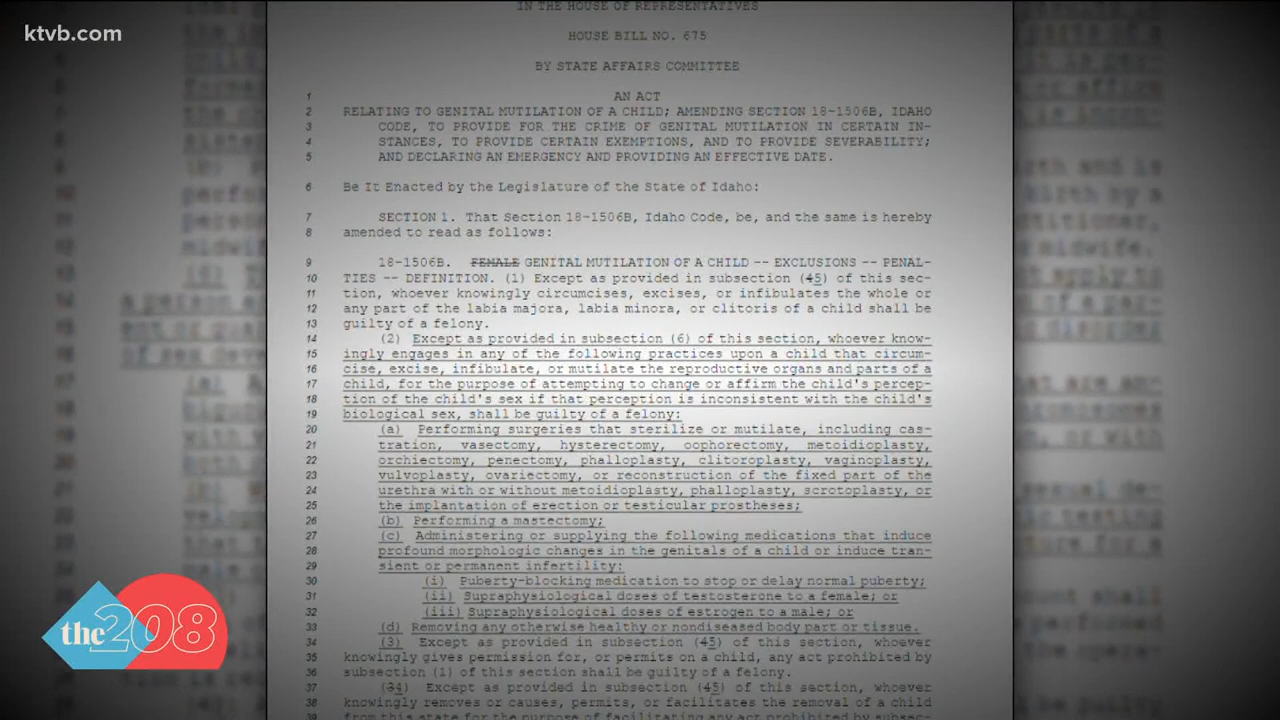 ktvb.com
IN THE HOUSE OF REPRESENTATIVES
HOUSE BILL NO. 675
BY STATE AFFAIRS COMMITTEE
1 AN ACT
2 RELATING TO GENITAL MUTILATION OF A CHILD; AMENDING SECTION 18-1506B, IDAHO
3 CODE, TO PROVIDE FOR THE CRIME OF GENITAL MUTILATION IN CERTAIN IN-
4 STANCES, TO PROVIDE CERTAIN EXEMPTIONS, AND TO PROVIDE SEVERABILITY;
5 AND DECLARING AN EMERGENCY AND PROVIDING AN EFFECTIVE DATE.
6 Be It Enacted by the Legislature of the State of Idaho:
7 SECTION 1. That Section 18-1506B, Idaho Code, be, and the same is hereby
8 amended to read as follows:
9 18-1506B. FEMALE GENITAL MUTILATION OF A CHILD -- EXCLUSIONS -- PENAL-
10 TIES -- DEFINITION. (1) Except as provided in subsection (45) of this sec-
11 tion, whoever knowingly circumcises, excises, or infibulates the whole or
12 any part of the labia majora, labia minora, or clitoris of a child shall be
13 guilty of a felony.
14 (2) Except as provided in subsection (6) of this section, whoever know-
15 ingly engages in any of the following practices upon a child that circum-
16 cise, excise, infibulate, or mutilate the reproductive organs and parts of a
17 child, for the purpose of attempting to change or affirm the child's percep-
18 tion of the child's sex if that perception is inconsistent with the child's
19 biological sex, shall be guilty of a felony:
20 (a) Performing surgeries that sterilize or mutilate, including cas-
21 tration, vasectomy, hysterectomy, oophorectomy, metoidioplasty,
22 orchiectomy, penectomy, phalloplasty, clitoroplasty, vaginoplasty,
23 vulvoplasty, ovariectomy, or reconstruction of the fixed part of the
24 urethra with or without metoidioplasty, phalloplasty, scrotoplasty, or
25 the implantation of erection or testicular prostheses;
26 (b) Performing a mastectomy;
27 (c) Administering or supplying the following medications that induce
28 profound morphologic changes in the genitals of a child or induce tran-
29 sient or permanent infertility:
30 (i) Puberty-blocking medication to stop or delay normal puberty;
31 (ii) Supraphysiological doses of testosterone to a female; or
32 (iii) Supraphysiological doses of estrogen to a male; or
33 (d) Removing any otherwise healthy or nondiseased body part or tissue.
34 (3) Except as provided in subsection (45) of this section, whoever
35 knowingly gives permission for, or permits on a child, any act prohibited by
36 subsection (1) of this section shall be guilty of a felony.
37 (34) Except as provided in subsection (45) of this section, whoever
38 knowingly removes or causes, permits, or facilitates the removal of a child
39 from this state for the purpose of facilitating any act prohibited by subsec-
the 208